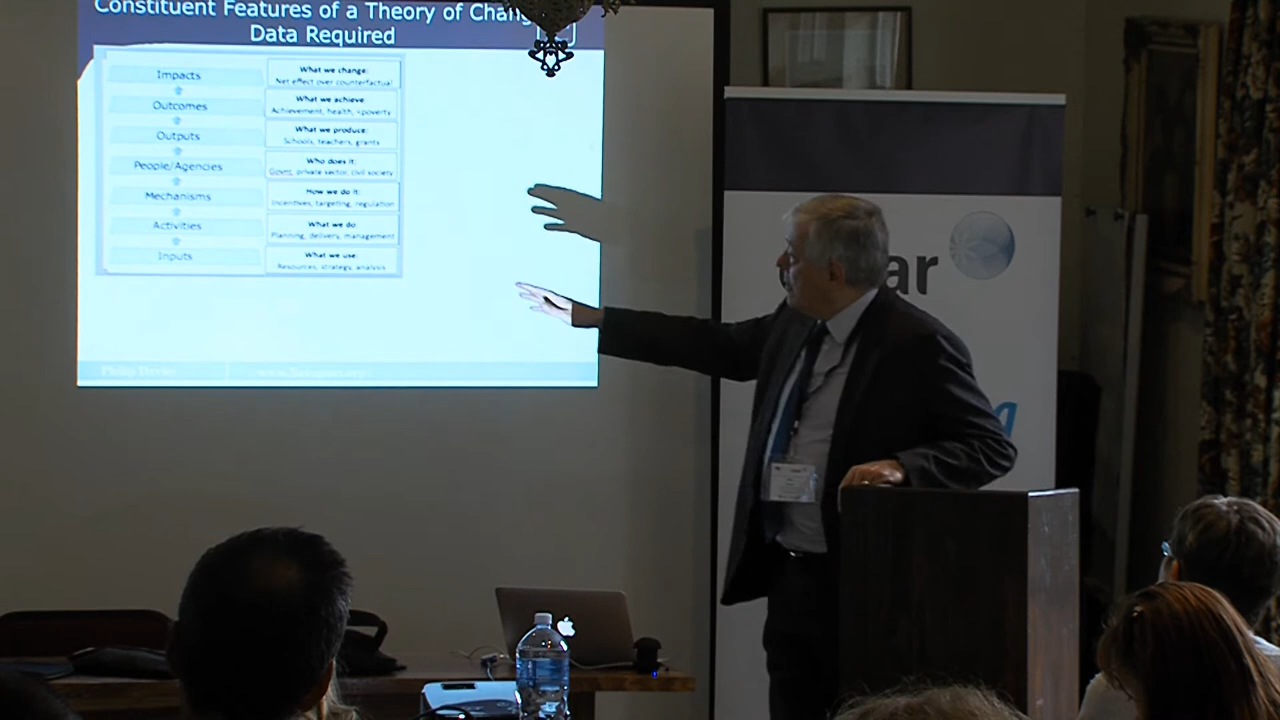 Constituent Features of a Theory of Chang
Data Required
Impacts
What we change:
Net effect over counterfactual
Outcomes
What we achieve
Achievement, health, <poverty
Outputs
What we produce:
Schools, teachers, grants
People/Agencies
Who does it:
Govt, private sector, civil society
Mechanisms
How we do it:
Incentives, targeting, regulation
Activities
What we do:
Planning, delivery, management
Inputs
What we use:
Resources, strategy, analysis
Philip Davies
ar